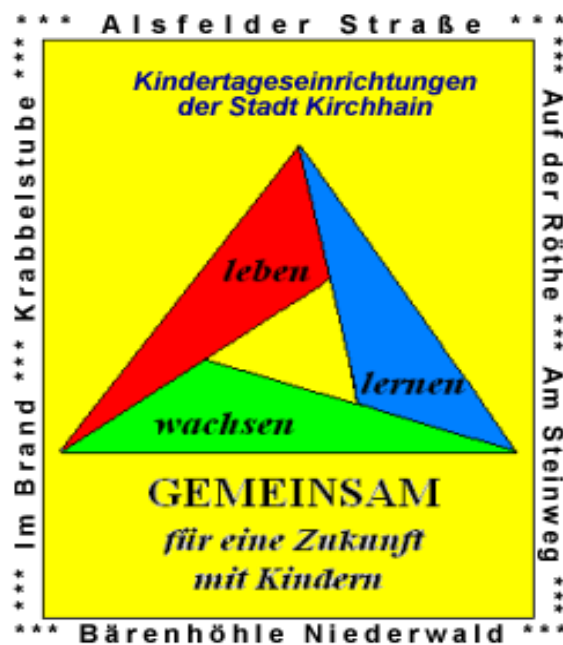 *** Alsfelder Straße ***
Kindertageseinrichtungen
der Stadt Kirchhain
leben
lernen
wachsen
GEMEINSAM
für eine Zukunft
mit Kindern
*** Im Brand *** Krabbelstube ***
*** Auf der Röthe *** Am Steinweg ***
*** Bärenhöhle Niederwald ***